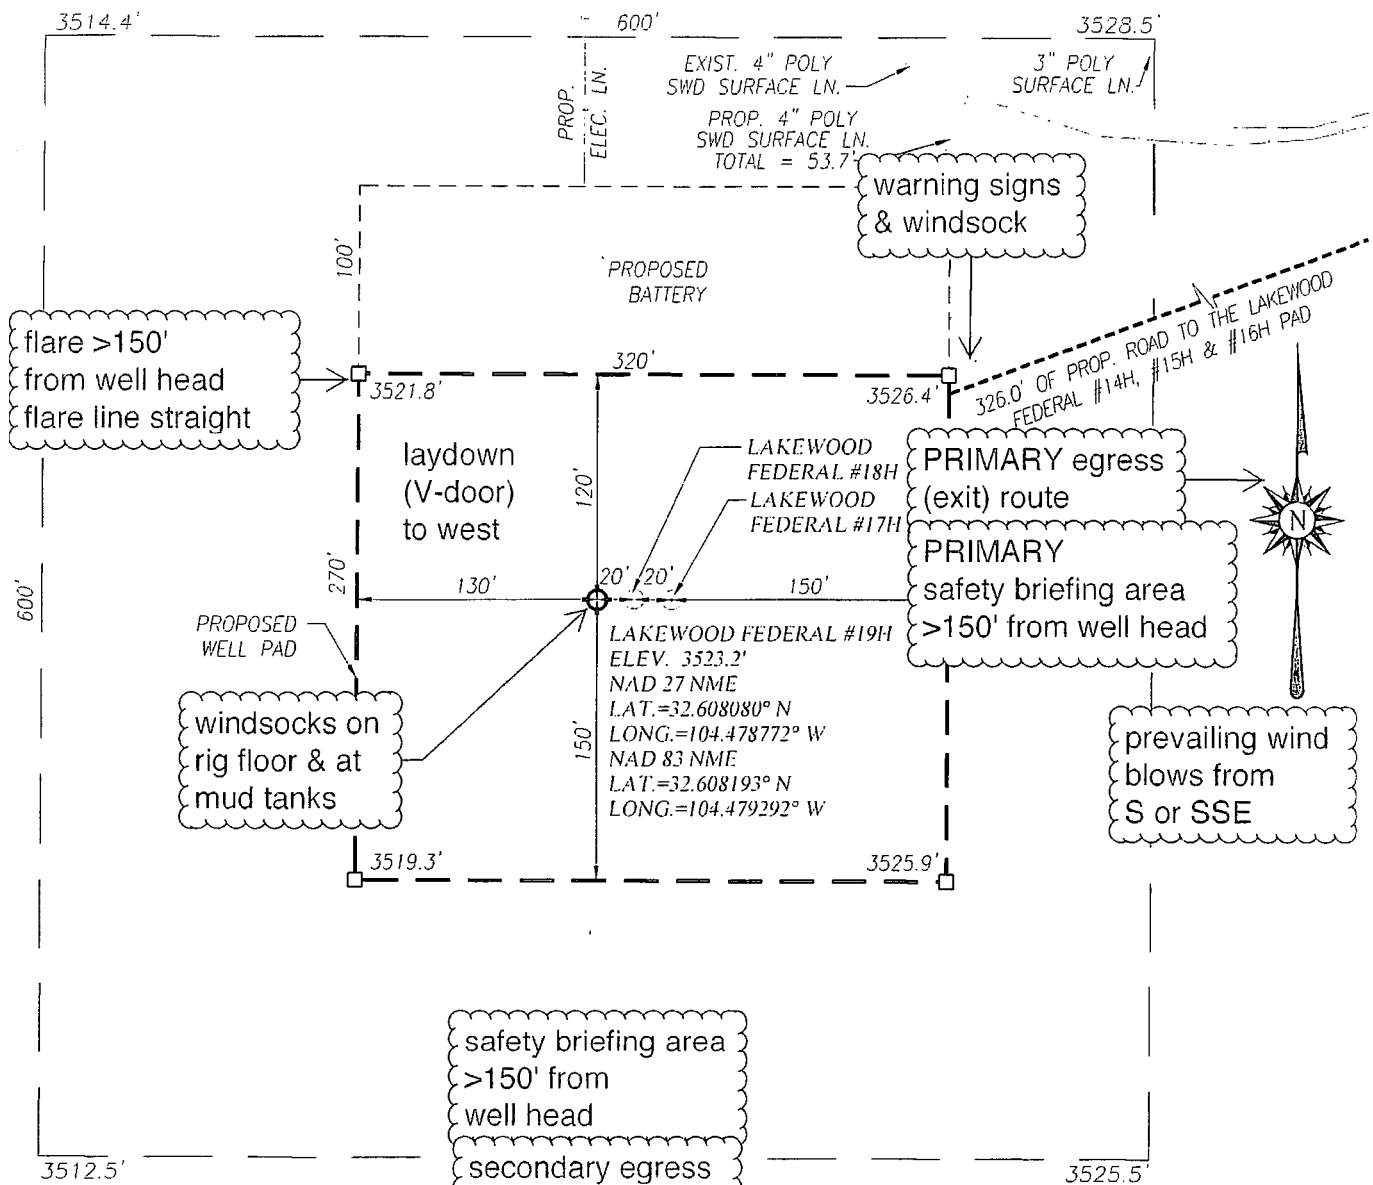 3514.4'
600'
3528.5'
EXIST. 4" POLY
SWD SURFACE LN.
3" POLY
SURFACE LN.
PROP.
ELEC. LN.
PROP. 4" POLY
SWD SURFACE LN.
TOTAL = 53.7'
warning signs
& windsock
100'
PROPOSED
BATTERY
flare >150'
from well head
flare line straight
320'
3521.8'
3526.4'
326.0' OF PROP. ROAD TO THE LAKEWOOD
FEDERAL #14H, #15H & #16H PAD
laydown
(V-door)
to west
120'
LAKEWOOD
FEDERAL #18H
LAKEWOOD
FEDERAL #17H
PRIMARY egress
(exit) route
N
PRIMARY
safety briefing area
>150' from well head
600'
270'
130'
20'
20'
150'
PROPOSED
WELL PAD
LAKEWOOD FEDERAL #19H
ELEV. 3523.2'
NAD 27 NME
LAT.=32.608080° N
LONG.=104.478772° W
NAD 83 NME
LAT.=32.608193° N
LONG.=104.479292° W
150'
windsocks on
rig floor & at
mud tanks
prevailing wind
blows from
S or SSE
3519.3'
3525.9'
safety briefing area
>150' from
well head
secondary egress
3512.5'
3525.5'